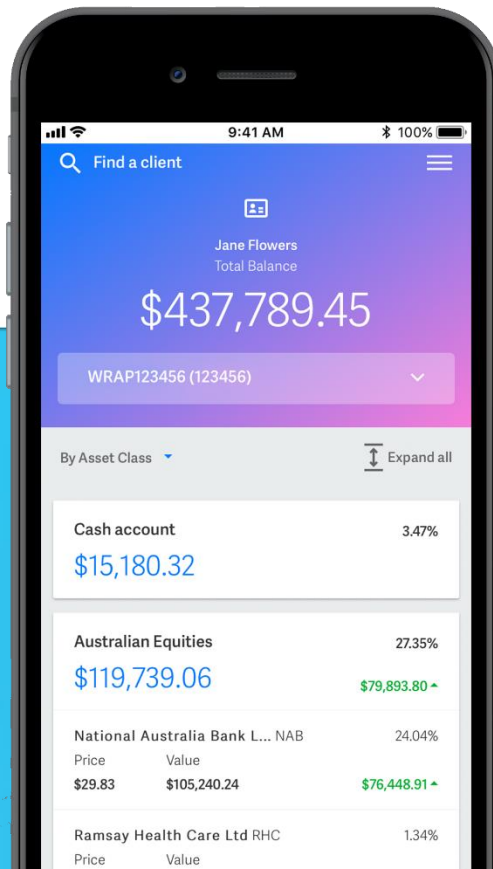 9:41 AM 100%
Find a client
Jane Flowers
Total Balance
$437,789.45
WRAP123456 (123456)
By Asset Class Expand all
Cash account 3.47%
$15,180.32
Australian Equities 27.35%
$119,739.06 $79,893.80
National Australia Bank L... NAB 24.04%
Price Value
$29.83 $105,240.24 $76,448.91
Ramsay Health Care Ltd RHC 1.34%
Price Value